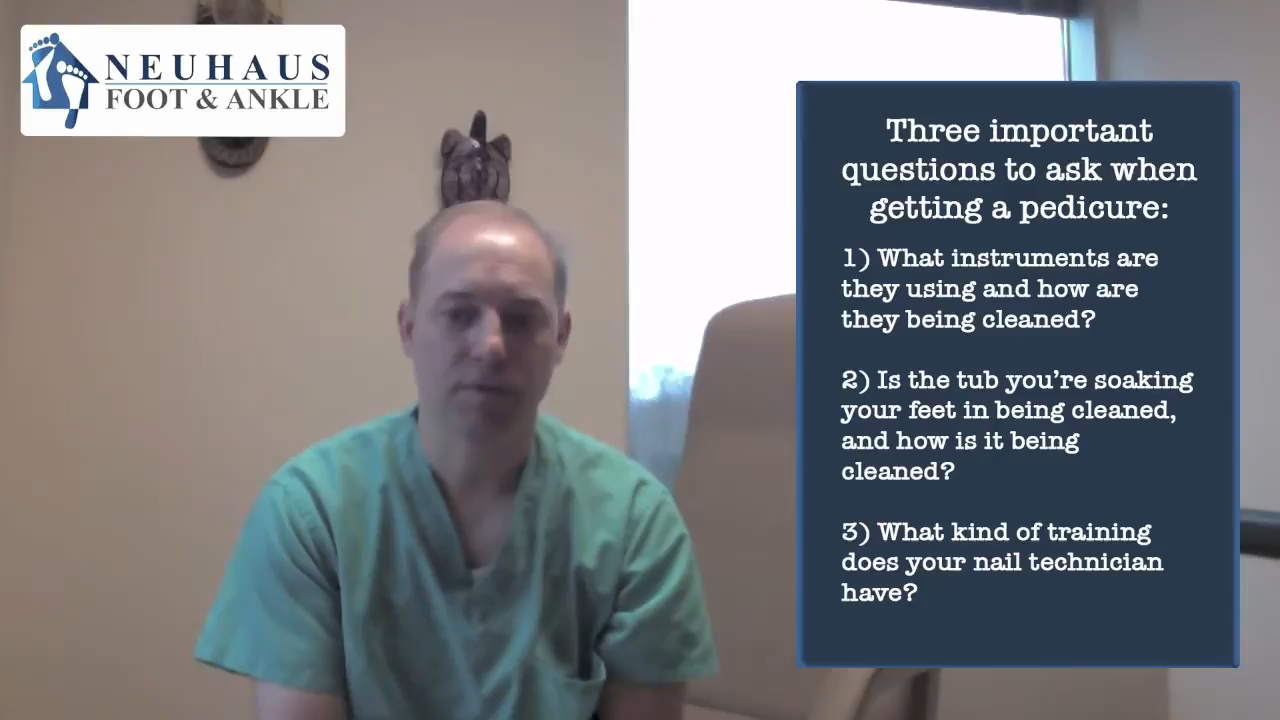 NEUHAUS
FOOT & ANKLE
Three important
questions to ask when
getting a pedicure:
1) What instruments are
they using and how are
they being cleaned?
2) Is the tub you're soaking
your feet in being cleaned,
and how is it being
cleaned?
3) What kind of training
does your nail technician
have?